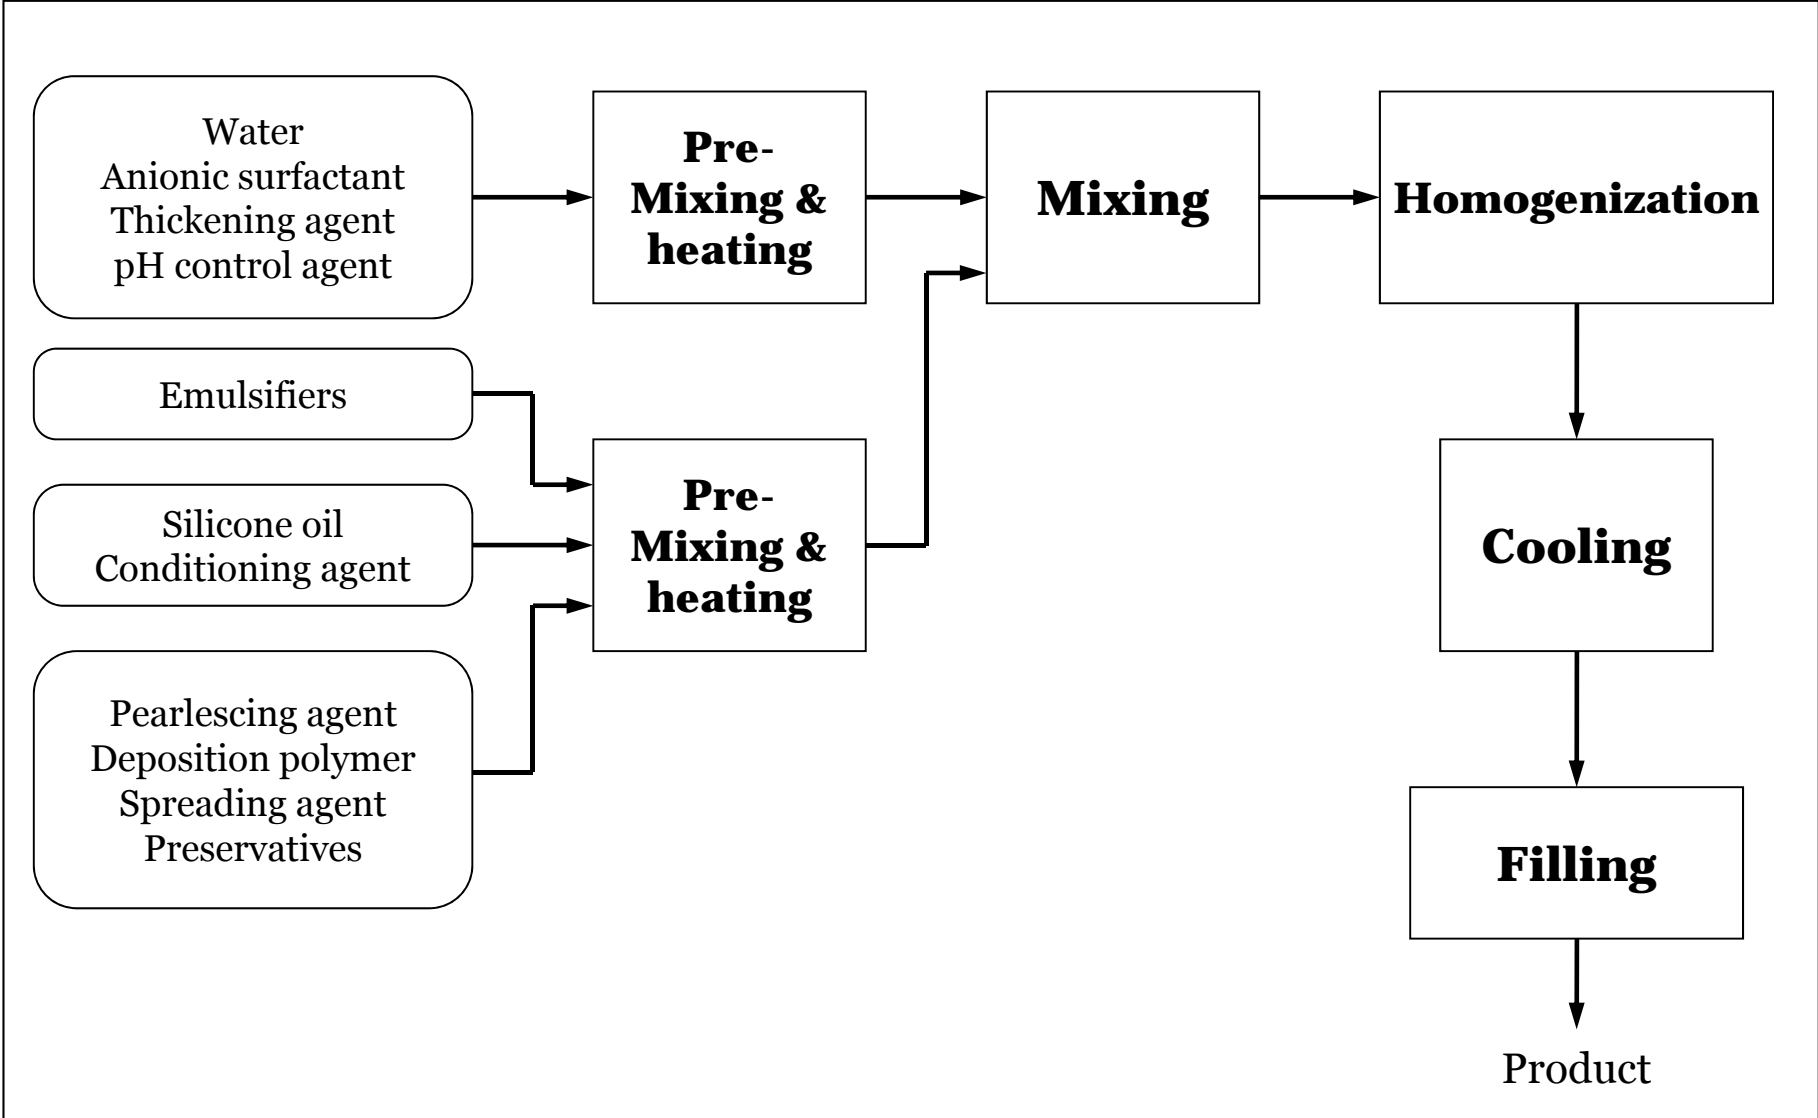 Water
Anionic surfactant
Thickening agent
pH control agent
Pre-
Mixing &
heating
Mixing
Homogenization
Emulsifiers
Silicone oil
Conditioning agent
Pearlescing agent
Deposition polymer
Spreading agent
Preservatives
Pre-
Mixing &
heating
Cooling
Filling
Product